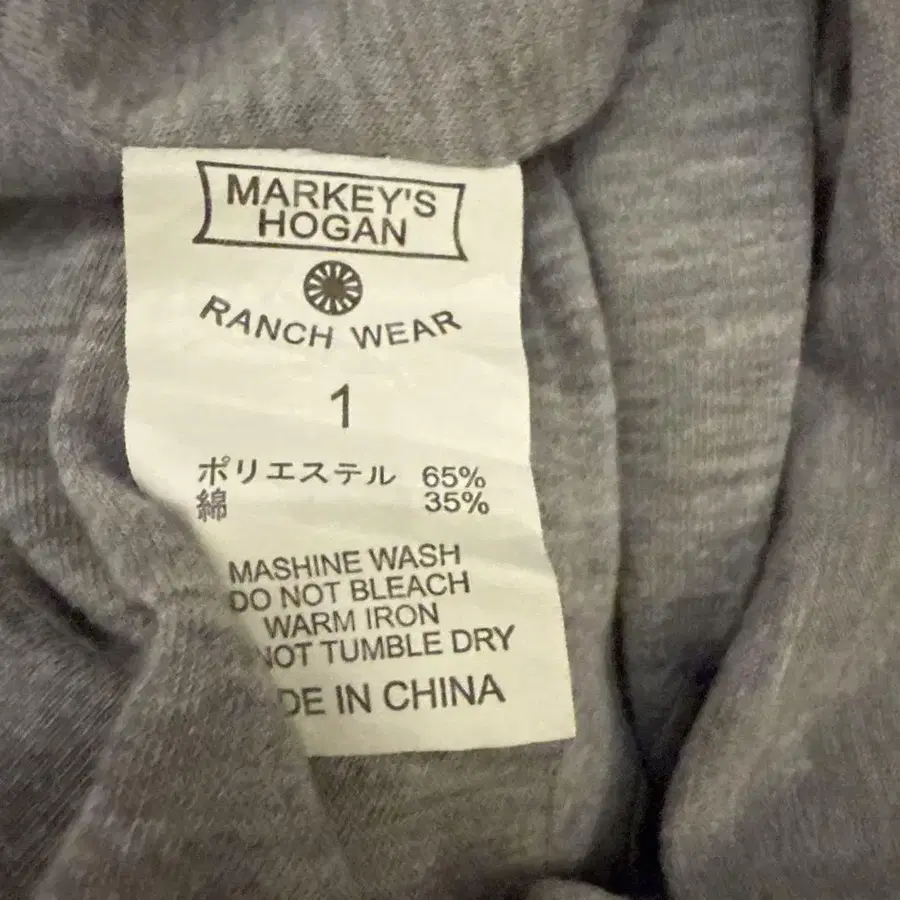 MARKEY'S
HOGAN
RANCH WEAR
1
ポリエステル 65%
綿 35%
MASHINE WASH
DO NOT BLEACH
WARM IRON
NOT TUMBLE DRY
DE IN CHINA